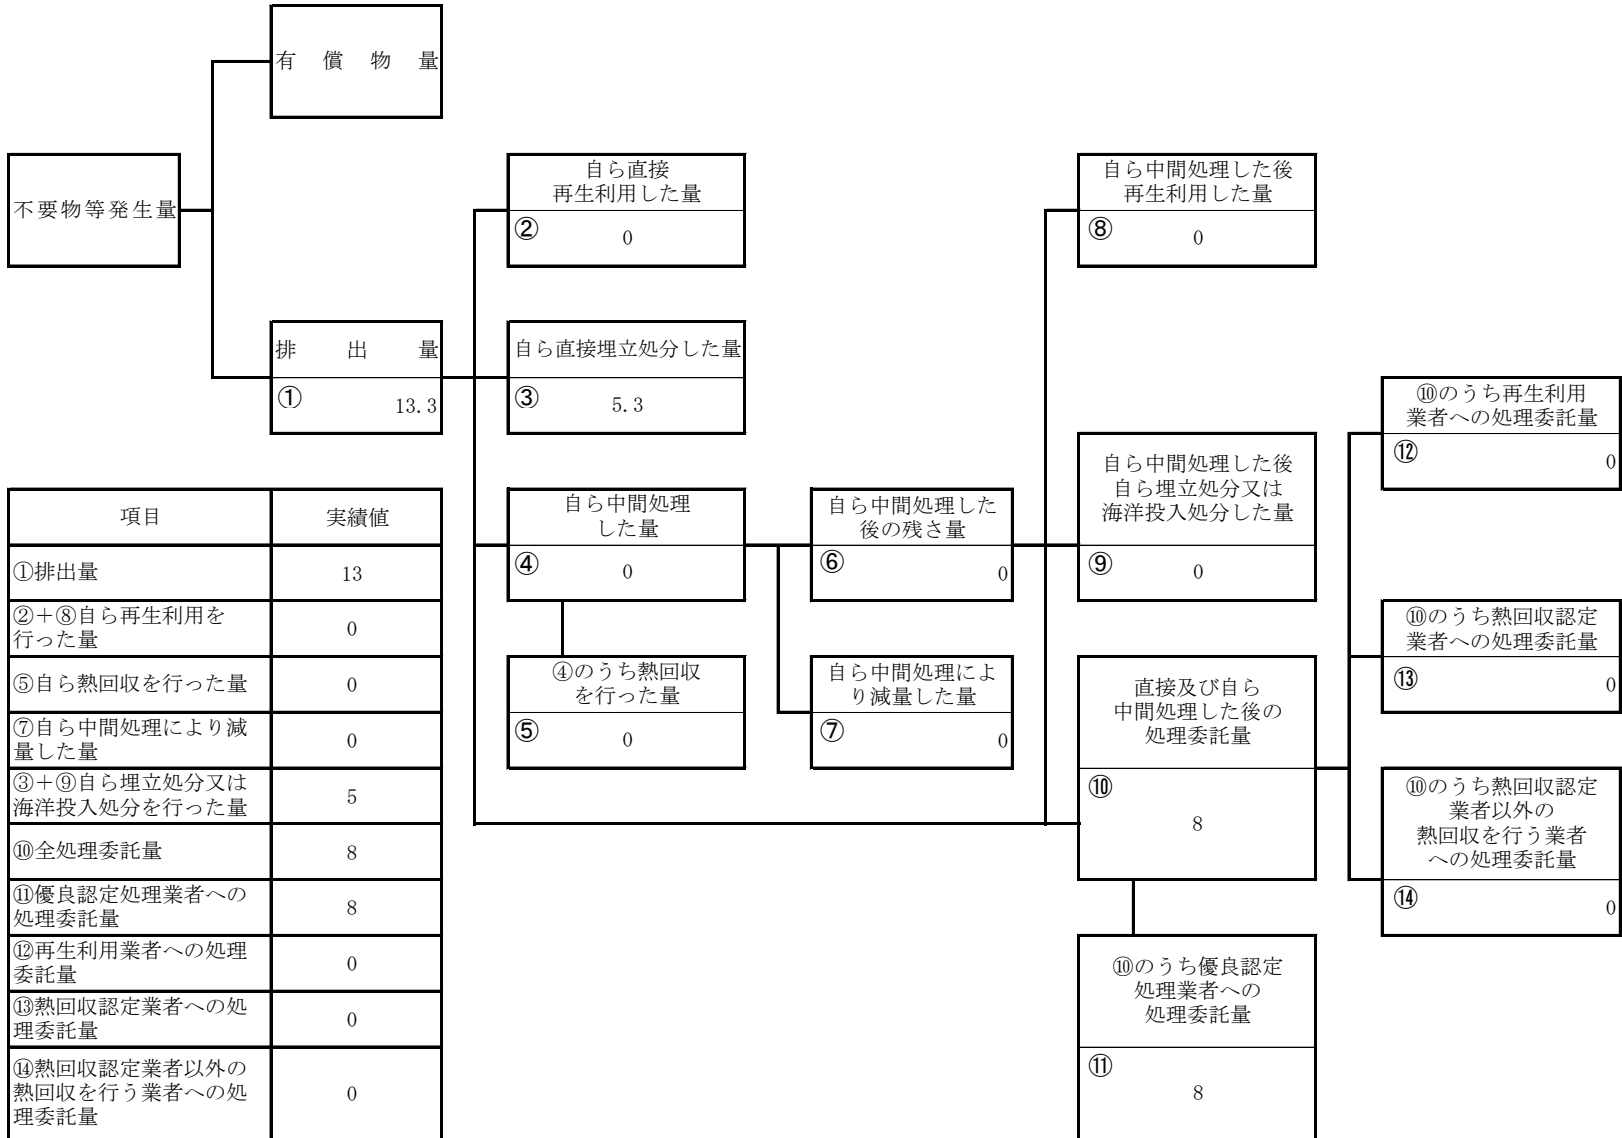 有償物量
不要物等発生量
排出量
① 13.3
自ら直接
再生利用した量
② 0
自ら直接埋立処分した量
③ 5.3
自ら中間処理
した量
④ 0
④のうち熱回収
を行った量
⑤ 0
自ら中間処理した
後の残さ量
⑥ 0
自ら中間処理によ
り減量した量
⑦ 0
自ら中間処理した後
再生利用した量
⑧ 0
自ら中間処理した後
自ら埋立処分又は
海洋投入処分した量
⑨ 0
直接及び自ら
中間処理した後の
処理委託量
⑩
8
⑩のうち優良認定
処理業者への
処理委託量
⑪
8
⑩のうち再生利用
業者への処理委託量
⑫ 0
⑩のうち熱回収認定
業者への処理委託量
⑬ 0
⑩のうち熱回収認定
業者以外の
熱回収を行う業者
への処理委託量
⑭ 0
項目 実績値
①排出量 13
②+⑧自ら再生利用を
行った量 0
⑤自ら熱回収を行った量 0
⑦自ら中間処理により減
量した量 0
③+⑨自ら埋立処分又は
海洋投入処分を行った量 5
⑩全処理委託量 8
⑪優良認定処理業者への
処理委託量 8
⑫再生利用業者への処理
委託量 0
⑬熱回収認定業者への処
理委託量 0
⑭熱回収認定業者以外の
熱回収を行う業者への処
理委託量 0